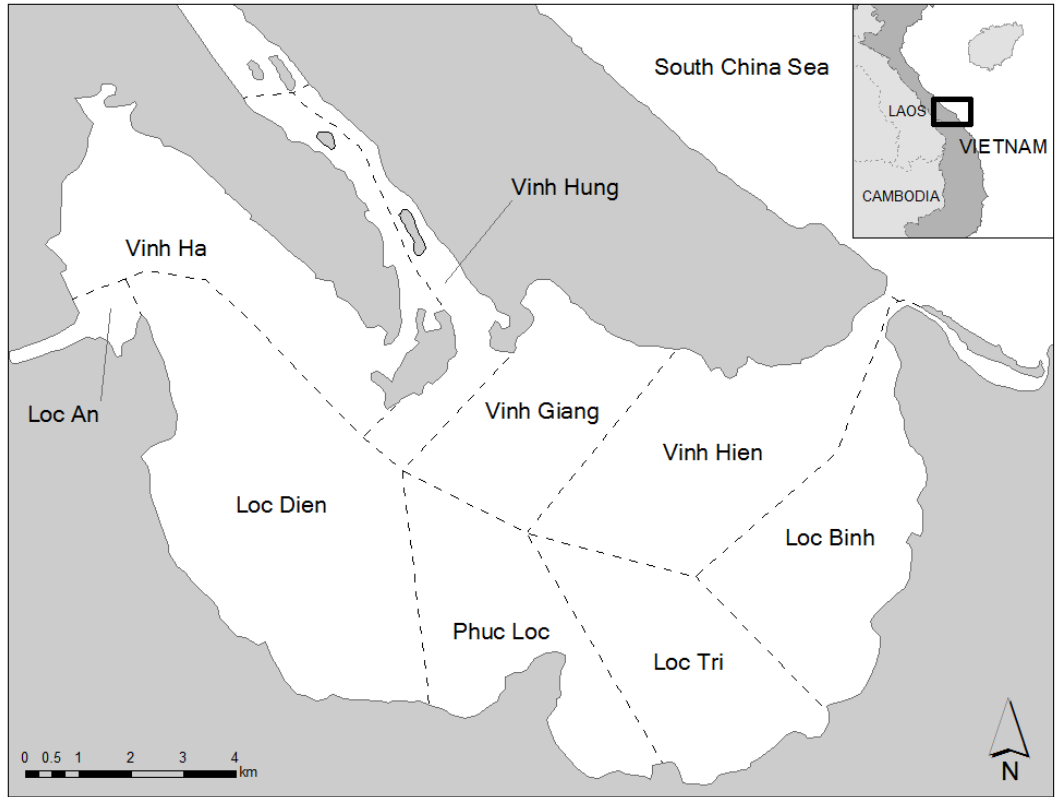 South China Sea
LAOS
VIETNAM
CAMBODIA
Vinh Hung
Vinh Ha
Loc An
Vinh Giang
Vinh Hien
Loc Dien
Loc Binh
Phuc Loc
Loc Tri
0 0.5 1 2 3 4
km
N